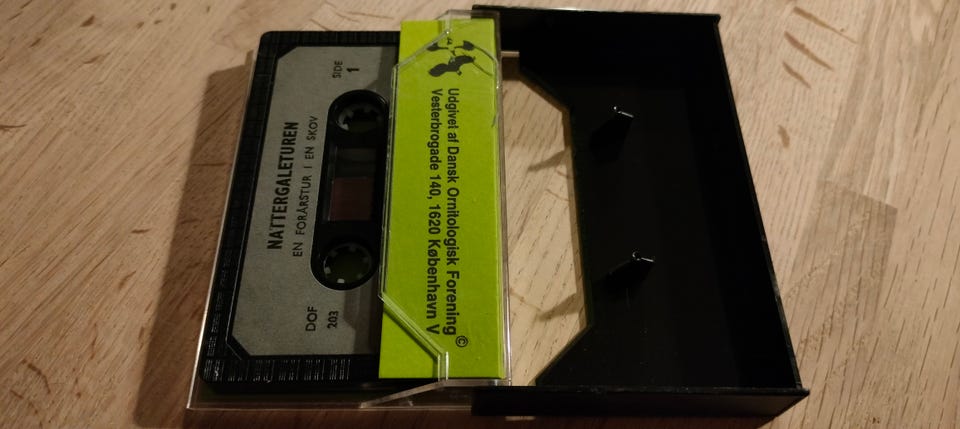 SIDE
1
NATTERGALETUREN
EN FORÅRSTUR I EN SKOV
DOF
203
Udgivet af Dansk Ornitologisk Forening ©
Vesterbrogade 140, 1620 København V